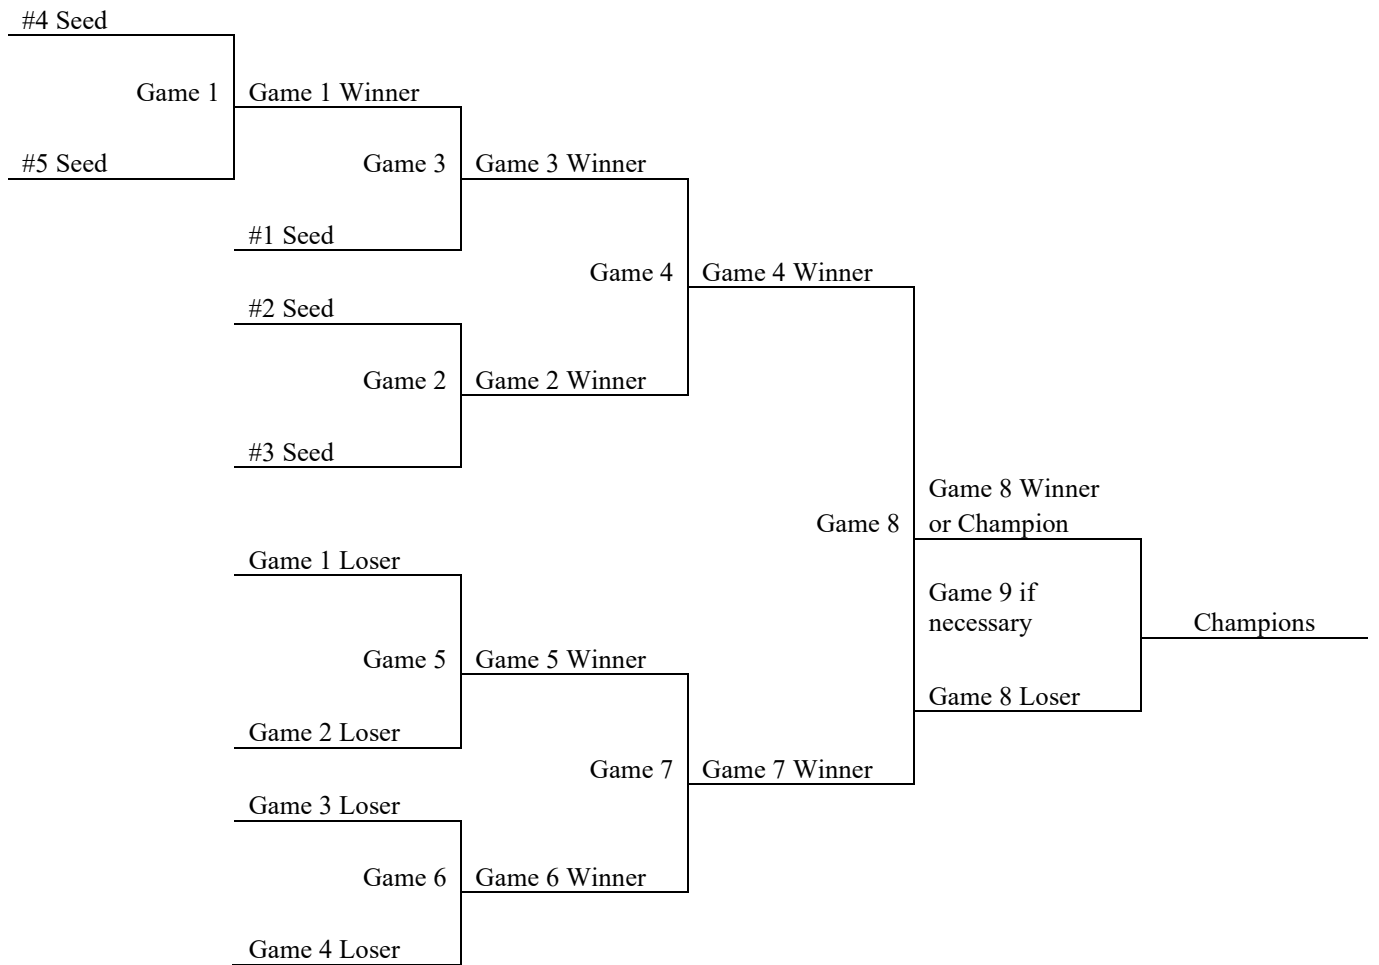 #4 Seed
Game 1
Game 1 Winner
#5 Seed
Game 3
Game 3 Winner
#1 Seed
Game 4
Game 4 Winner
#2 Seed
Game 2
Game 2 Winner
#3 Seed
Game 8
Game 8 Winner
or Champion
Game 1 Loser
Game 9 if
necessary
Champions
Game 5
Game 5 Winner
Game 8 Loser
Game 2 Loser
Game 7
Game 7 Winner
Game 3 Loser
Game 6
Game 6 Winner
Game 4 Loser